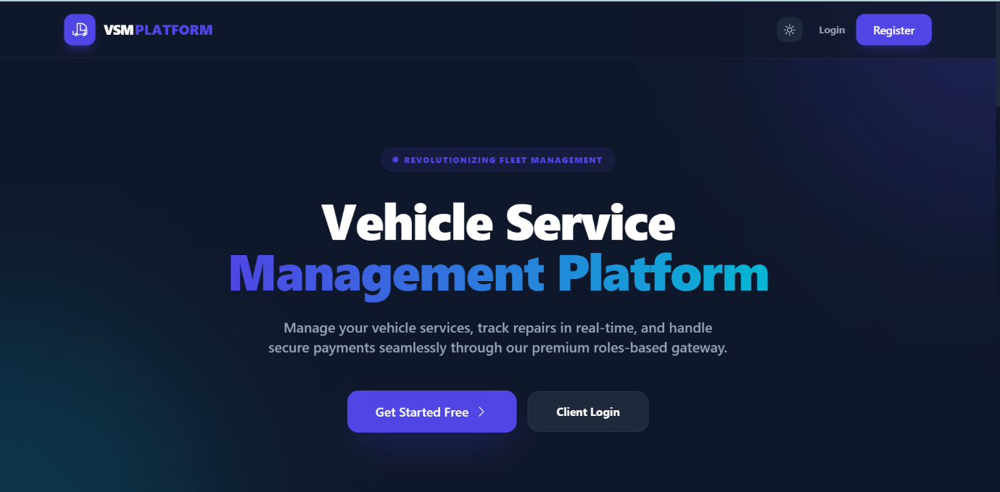 VSMPLATFORM
Login
Register
REVOLUTIONIZING FLEET MANAGEMENT
Vehicle Service
Management Platform
Manage your vehicle services, track repairs in real-time, and handle
secure payments seamlessly through our premium roles-based gateway.
Get Started Free
Client Login